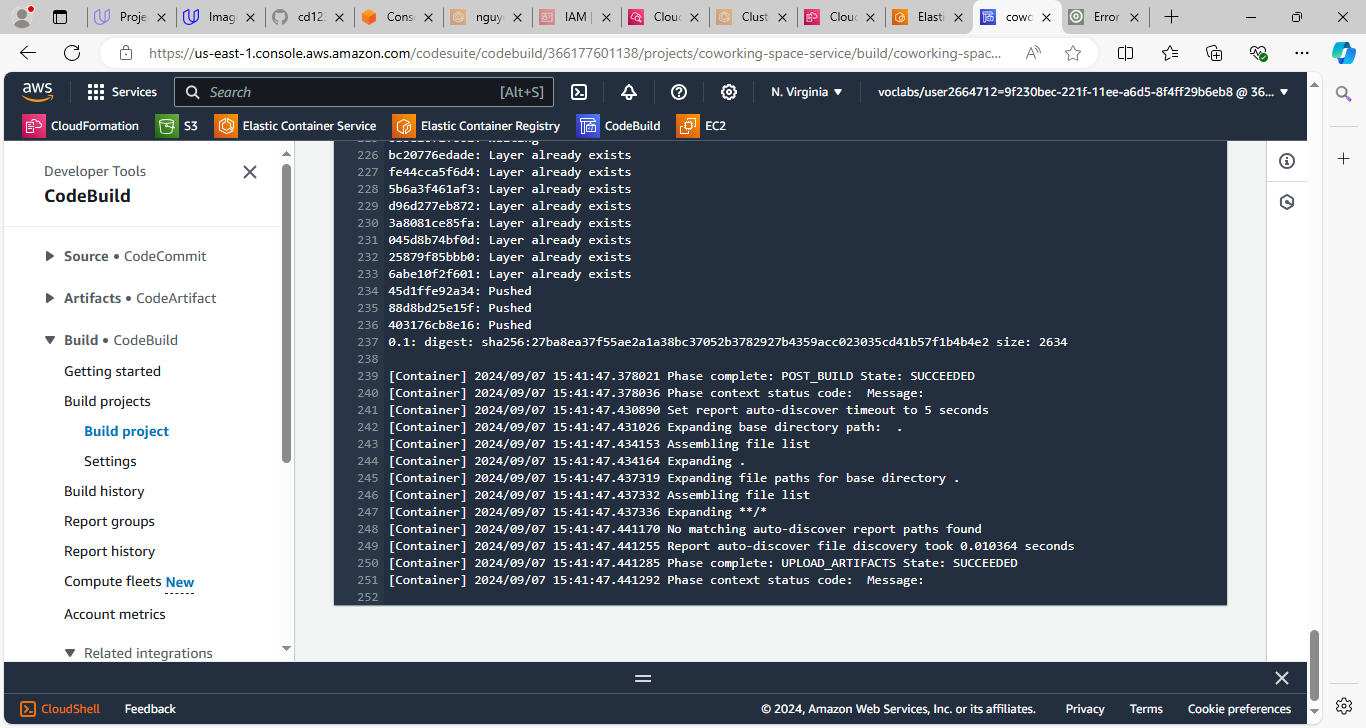 Proje
Imag
cd12:
Cons
nguy
IAM |
Clou
Clust
Clou
Elasti
cowo
Error
https://us-east-1.console.aws.amazon.com/codesuite/codebuild/366177601138/projects/coworking-space-service/build/coworking-spac...
aws
Services
Search
[Alt+S]
N. Virginia
voclabs/user2664712=9f230bec-221f-11ee-a6d5-8f4ff29b6eb8 @ 36...
CloudFormation
S3
Elastic Container Service
Elastic Container Registry
CodeBuild
EC2
Developer Tools
CodeBuild
Source • CodeCommit
Artifacts • CodeArtifact
Build • CodeBuild
Getting started
Build projects
Build project
Settings
Build history
Report groups
Report history
Compute fleets New
Account metrics
Related integrations
226 bc20776edade: Layer already exists
227 fe44cca5f6d4: Layer already exists
228 5b6a3f461af3: Layer already exists
229 d96d277eb872: Layer already exists
230 3a8081ce85fa: Layer already exists
231 045d8b74bf0d: Layer already exists
232 25879f85bbb0: Layer already exists
233 6abe10f2f601: Layer already exists
234 45d1ffe92a34: Pushed
235 88d8bd25e15f: Pushed
236 403176cb8e16: Pushed
237 0.1: digest: sha256:27ba8ea37f55ae2a1a38bc37052b3782927b4359acc023035cd41b57f1b4b4e2 size: 2634
238
239 [Container] 2024/09/07 15:41:47.378021 Phase complete: POST_BUILD State: SUCCEEDED
240 [Container] 2024/09/07 15:41:47.378036 Phase context status code:  Message:
241 [Container] 2024/09/07 15:41:47.430890 Set report auto-discover timeout to 5 seconds
242 [Container] 2024/09/07 15:41:47.431026 Expanding base directory path:  .
243 [Container] 2024/09/07 15:41:47.434153 Assembling file list
244 [Container] 2024/09/07 15:41:47.434164 Expanding .
245 [Container] 2024/09/07 15:41:47.437319 Expanding file paths for base directory .
246 [Container] 2024/09/07 15:41:47.437332 Assembling file list
247 [Container] 2024/09/07 15:41:47.437336 Expanding **/*
248 [Container] 2024/09/07 15:41:47.441170 No matching auto-discover report paths found
249 [Container] 2024/09/07 15:41:47.441255 Report auto-discover file discovery took 0.010364 seconds
250 [Container] 2024/09/07 15:41:47.441285 Phase complete: UPLOAD_ARTIFACTS State: SUCCEEDED
251 [Container] 2024/09/07 15:41:47.441292 Phase context status code:  Message:
252
CloudShell
Feedback
© 2024, Amazon Web Services, Inc. or its affiliates.
Privacy
Terms
Cookie preferences